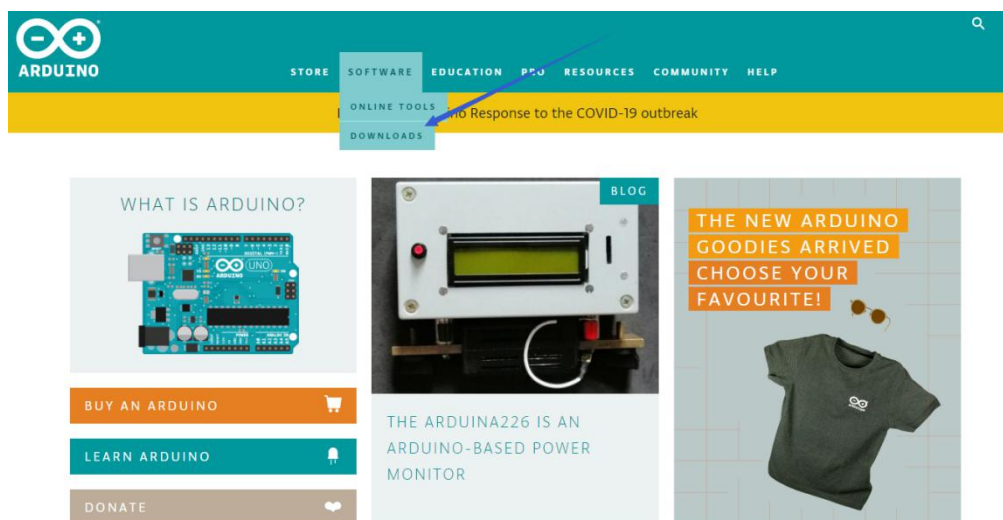 ARDUINO
STORE SOFTWARE EDUCATION PRO RESOURCES COMMUNITY HELP
ONLINE TOOLS
Response to the COVID-19 outbreak
DOWNLOADS
WHAT IS ARDUINO?
UNO
ARDUINO
BUY AN ARDUINO
LEARN ARDUINO
DONATE
BLOG
THE ARDUINA226 IS AN
ARDUINO-BASED POWER
MONITOR
THE NEW ARDUINO
GOODIES ARRIVED
CHOOSE YOUR
FAVOURITE!